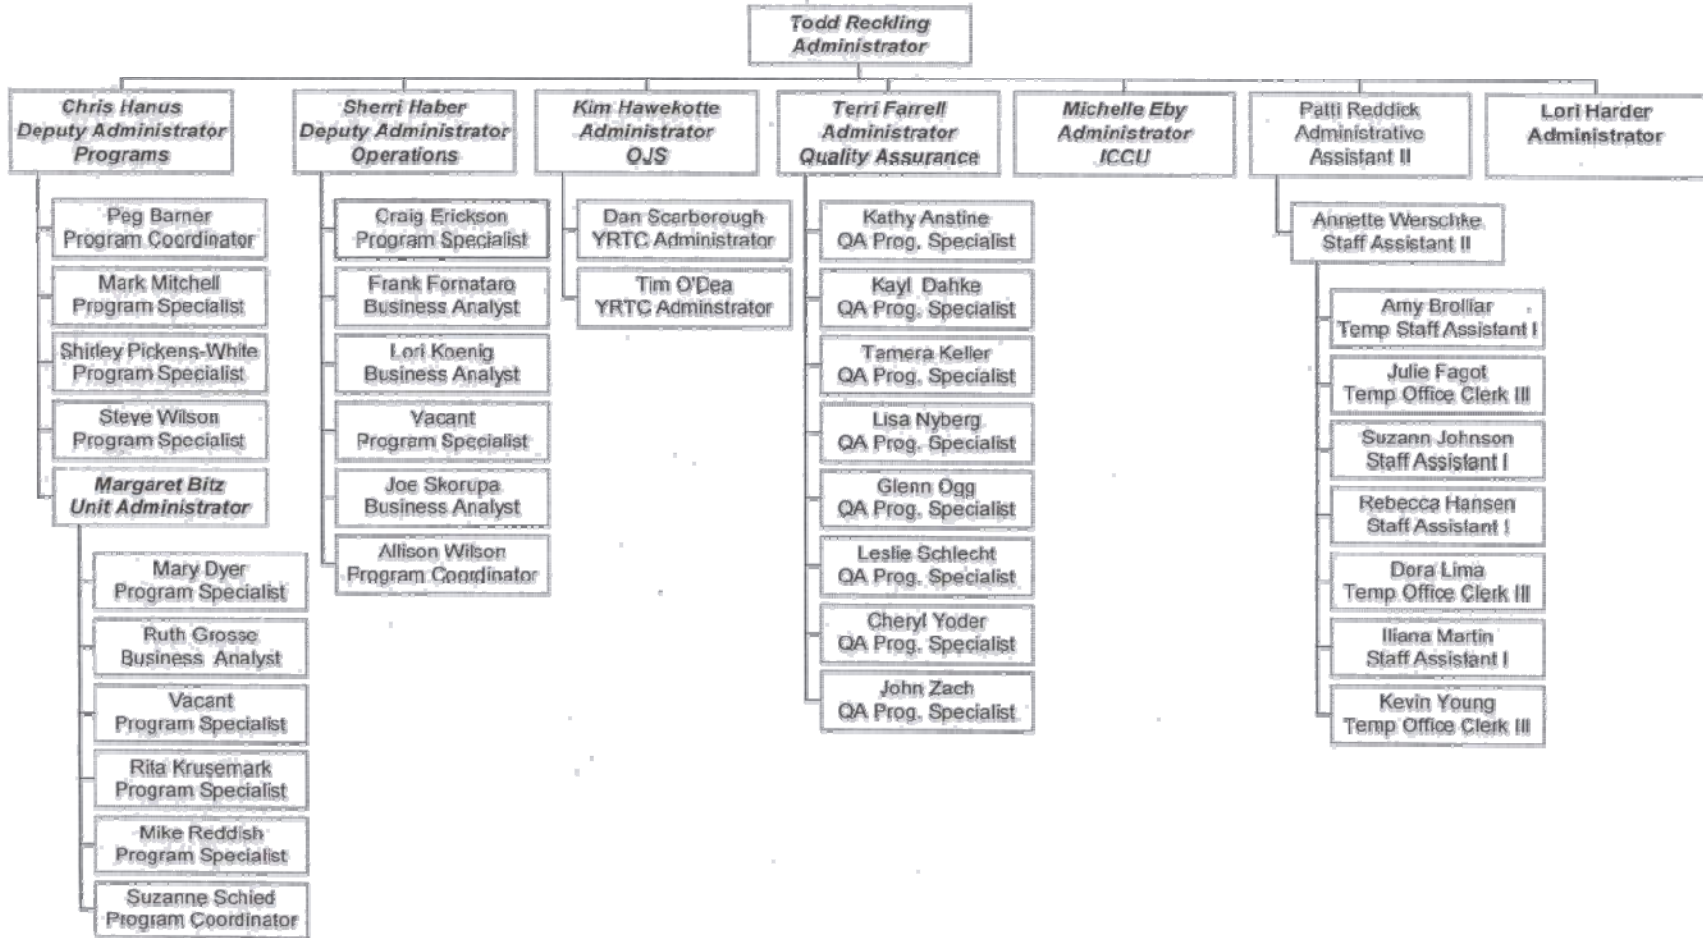 Todd Reckling
Administrator
Chris Hanus
Deputy Administrator
Programs
Peg Barner
Program Coordinator
Mark Mitchell
Program Specialist
Shirley Pickens-White
Program Specialist
Steve Wilson
Program Specialist
Margaret Bitz
Unit Administrator
Mary Dyer
Program Specialist
Ruth Grosse
Business Analyst
Vacant
Program Specialist
Rita Krusemark
Program Specialist
Mike Reddish
Program Specialist
Suzanne Schied
Program Coordinator
Sherri Haber
Deputy Administrator
Operations
Craig Erickson
Program Specialist
Frank Fornataro
Business Analyst
Lori Koenig
Business Analyst
Vacant
Program Specialist
Joe Skorupa
Business Analyst
Allison Wilson
Program Coordinator
Kim Hawekotte
Administrator
OJS
Dan Scarborough
YRTC Administrator
Tim O'Dea
YRTC Adminstrator
Terri Farrell
Administrator
Quality Assurance
Kathy Anstine
QA Prog. Specialist
Kayl Dahke
QA Prog. Specialist
Tamera Keller
QA Prog. Specialist
Lisa Nyberg
QA Prog. Specialist
Glenn Ogg
QA Prog. Specialist
Leslie Schlecht
QA Prog. Specialist
Cheryl Yoder
QA Prog. Specialist
John Zach
QA Prog. Specialist
Michelle Eby
Administrator
ICCU
Patti Reddick
Administrative
Assistant II
Annette Werschke
Staff Assistant II
Amy Brolliar
Temp Staff Assistant I
Julie Fagot
Temp Office Clerk III
Suzann Johnson
Staff Assistant I
Rebecca Hansen
Staff Assistant I
Dora Lima
Temp Office Clerk III
Iliana Martin
Staff Assistant I
Kevin Young
Temp Office Clerk III
Lori Harder
Administrator